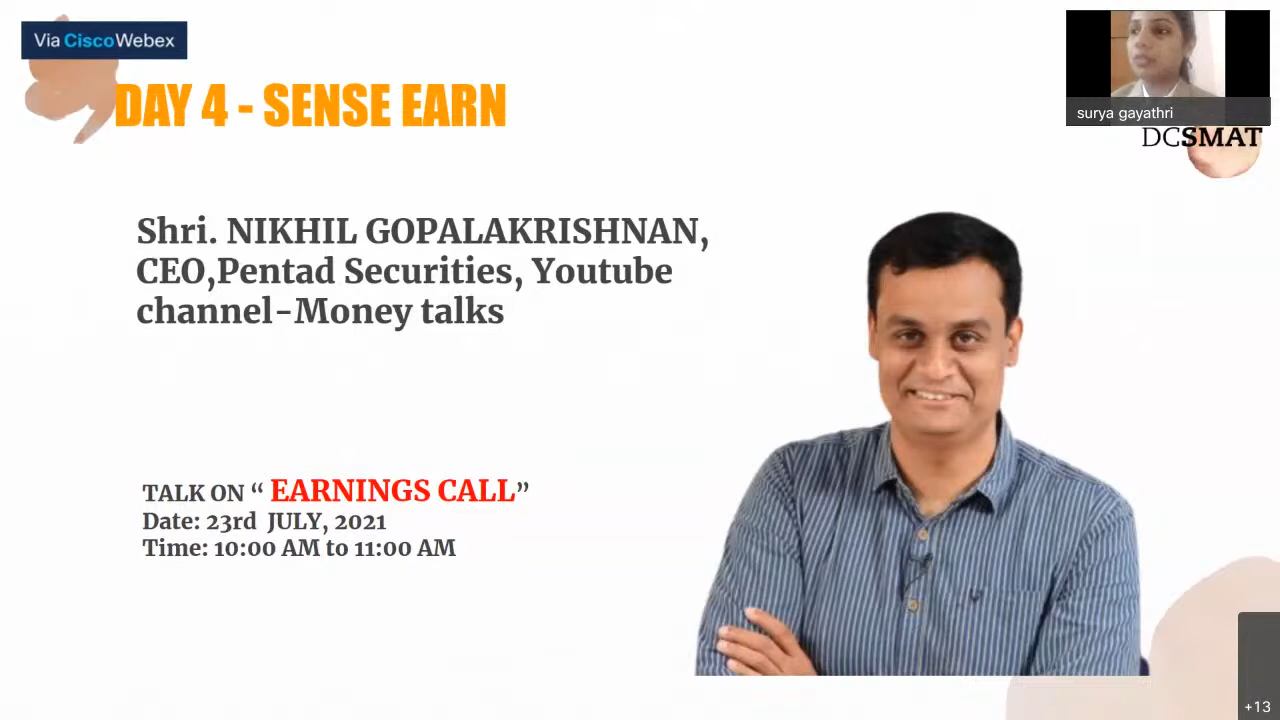 Via CiscoWebex
DAY 4 - SENSE EARN
surya gayathri
DCSMAT
Shri. NIKHIL GOPALAKRISHNAN,
CEO,Pentad Securities, Youtube
channel-Money talks
TALK ON “ EARNINGS CALL”
Date: 23rd JULY, 2021
Time: 10:00 AM to 11:00 AM
+13